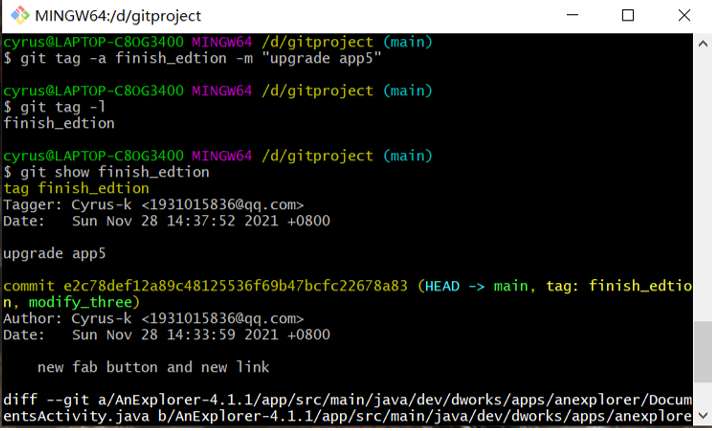 MINGW64:/d/gitproject
cyrus@LAPTOP-C8OG3400 MINGW64 /d/gitproject (main)
$ git tag -a finish_edtion -m "upgrade app5"
cyrus@LAPTOP-C8OG3400 MINGW64 /d/gitproject (main)
$ git tag -l
finish_edtion
cyrus@LAPTOP-C8OG3400 MINGW64 /d/gitproject (main)
$ git show finish_edtion
tag finish_edtion
Tagger: Cyrus-k <1931015836@qq.com>
Date:   Sun Nov 28 14:37:52 2021 +0800
upgrade app5
commit e2c78def12a89c48125536f69b47bcfc22678a83 (HEAD -> main, tag: finish_edtio
n, modify_three)
Author: Cyrus-k <1931015836@qq.com>
Date:   Sun Nov 28 14:33:59 2021 +0800
    new fab button and new link
diff --git a/AnExplorer-4.1.1/app/src/main/java/dev/dworks/apps/anexplorer/Docum
entsActivity.java b/AnExplorer-4.1.1/app/src/main/java/dev/dworks/apps/anexplore